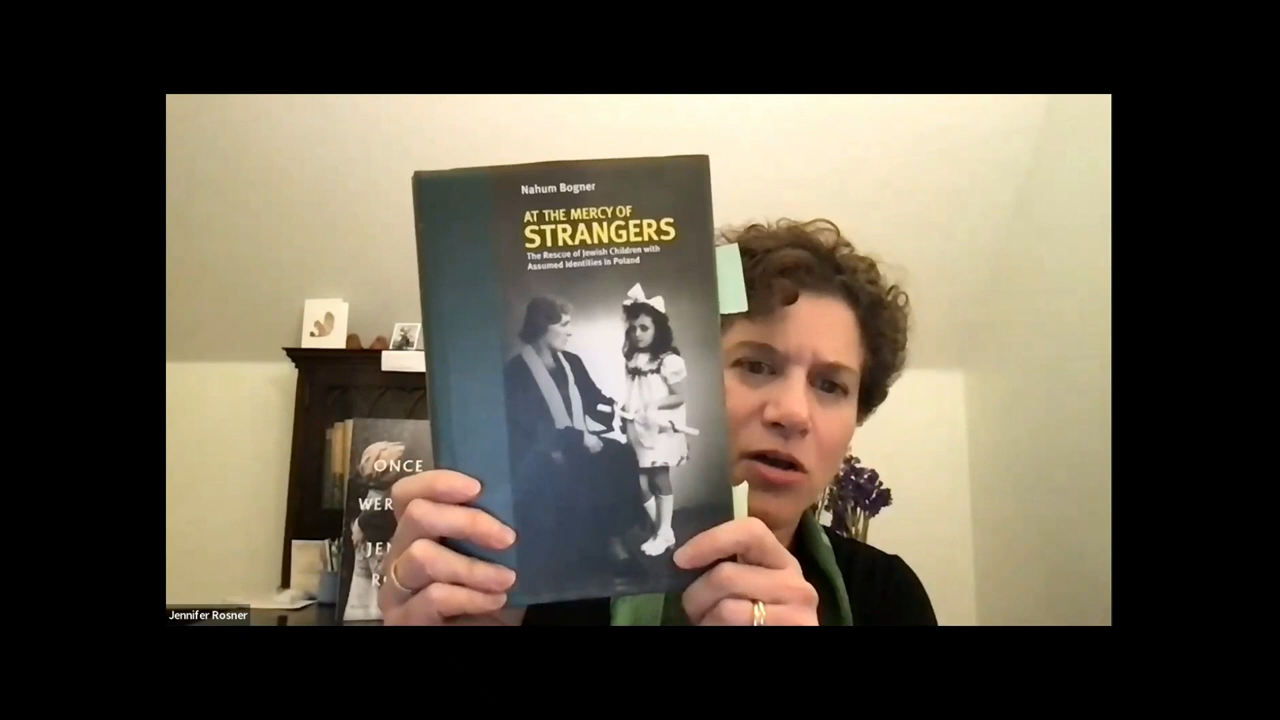 Nahum Bogner
AT THE MERCY OF
STRANGERS
The Rescue of Jewish Children with
Assumed Identities in Poland
ONCE
WER
JEN
R
Jennifer Rosner